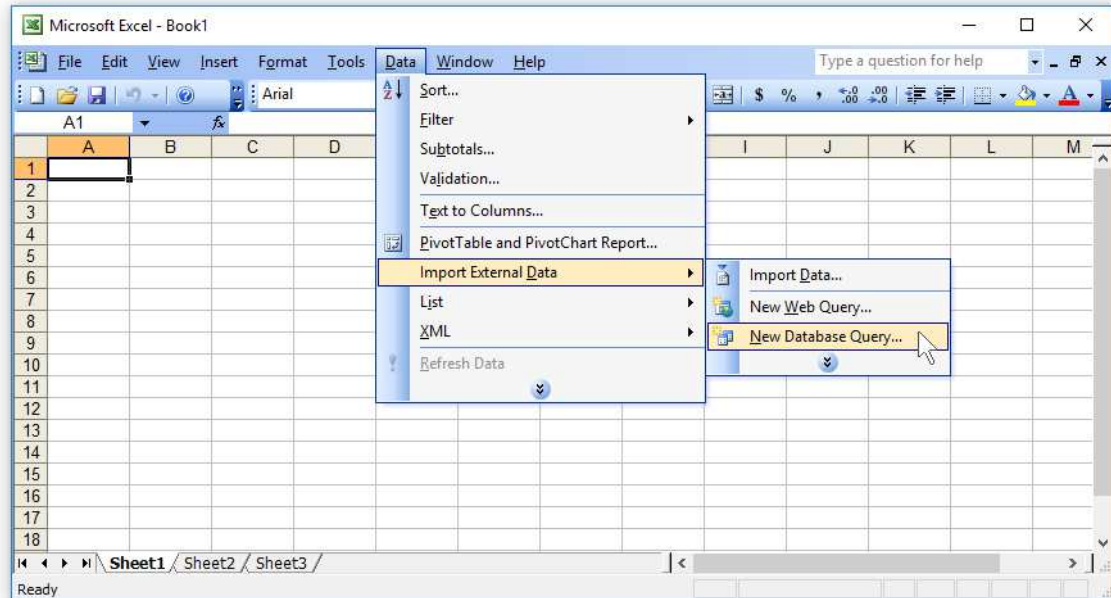 Microsoft Excel - Book1
File Edit View Insert Format Tools Data Window Help Type a question for help
Arial $ % , .00 .00
A1 fx
A B C D I J K L M
Sort...
Filter
Subtotals...
Validation...
Text to Columns...
PivotTable and PivotChart Report...
Import External Data
List
XML
Refresh Data
Import Data...
New Web Query...
New Database Query...
1
2
3
4
5
6
7
8
9
10
11
12
13
14
15
16
17
18
Sheet1 Sheet2 Sheet3
Ready